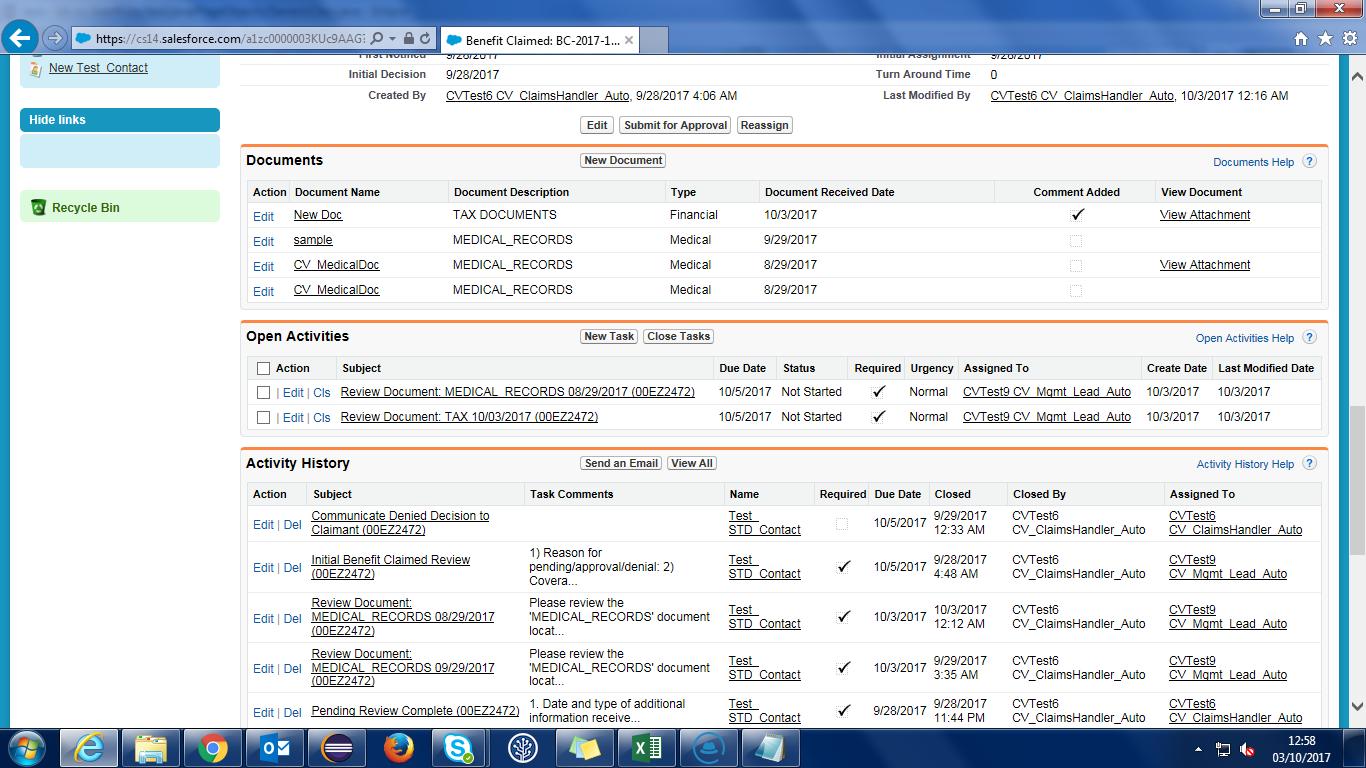 https://cs14.salesforce.com/a1zc0000003KUc9AAG
Benefit Claimed: BC-2017-1...
New Test_Contact
First Notified 9/28/2017 Initial Assignment 9/28/2017
Initial Decision 9/28/2017 Turn Around Time 0
Created By CVTest6 CV_ClaimsHandler_Auto, 9/28/2017 4:06 AM Last Modified By CVTest6 CV_ClaimsHandler_Auto, 10/3/2017 12:16 AM
Hide links
Edit Submit for Approval Reassign
Recycle Bin
Documents New Document Documents Help ?
Action Document Name Document Description Type Document Received Date Comment Added View Document
Edit New Doc TAX DOCUMENTS Financial 10/3/2017 View Attachment
Edit sample MEDICAL_RECORDS Medical 9/29/2017
Edit CV_MedicalDoc MEDICAL_RECORDS Medical 8/29/2017 View Attachment
Edit CV_MedicalDoc MEDICAL_RECORDS Medical 8/29/2017
Open Activities New Task Close Tasks Open Activities Help ?
Action Subject Due Date Status Required Urgency Assigned To Create Date Last Modified Date
| Edit | Cls Review Document: MEDICAL_RECORDS 08/29/2017 (00EZ2472) 10/5/2017 Not Started Normal CVTest9 CV_Mgmt_Lead_Auto 10/3/2017 10/3/2017
| Edit | Cls Review Document: TAX 10/03/2017 (00EZ2472) 10/5/2017 Not Started Normal CVTest9 CV_Mgmt_Lead_Auto 10/3/2017 10/3/2017
Activity History Send an Email View All Activity History Help ?
Action Subject Task Comments Name Required Due Date Closed Closed By Assigned To
Edit | Del Communicate Denied Decision to Claimant (00EZ2472) Test_ STD_Contact 10/5/2017 9/29/2017 12:33 AM CVTest6 CV_ClaimsHandler_Auto CVTest6 CV_ClaimsHandler_Auto
Edit | Del Initial Benefit Claimed Review (00EZ2472) 1) Reason for pending/approval/denial: 2) Covera... Test_ STD_Contact 10/5/2017 9/28/2017 4:48 AM CVTest6 CV_ClaimsHandler_Auto CVTest9 CV_Mgmt_Lead_Auto
Edit | Del Review Document: MEDICAL_RECORDS 08/29/2017 (00EZ2472) Please review the 'MEDICAL_RECORDS' document locat... Test_ STD_Contact 10/3/2017 10/3/2017 12:12 AM CVTest6 CV_ClaimsHandler_Auto CVTest9 CV_Mgmt_Lead_Auto
Edit | Del Review Document: MEDICAL_RECORDS 09/29/2017 (00EZ2472) Please review the 'MEDICAL_RECORDS' document locat... Test_ STD_Contact 10/3/2017 9/29/2017 3:35 AM CVTest6 CV_ClaimsHandler_Auto CVTest9 CV_Mgmt_Lead_Auto
Edit | Del Pending Review Complete (00EZ2472) 1. Date and type of additional information receive... Test_ STD_Contact 9/28/2017 9/28/2017 11:44 PM CVTest6 CV_ClaimsHandler_Auto CVTest6 CV_ClaimsHandler_Auto
12:58
03/10/2017